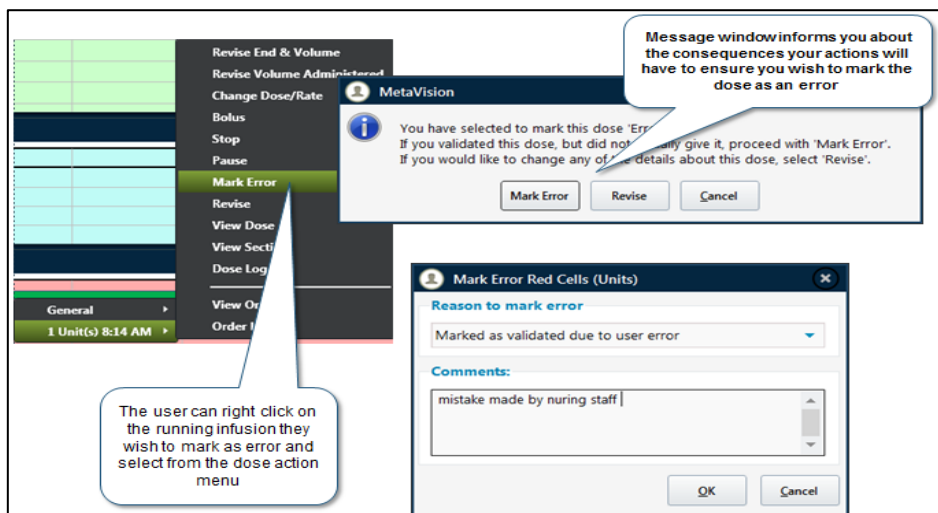 Revise End & Volume
Revise Volume Administered
Change Dose/Rate
Bolus
Stop
Pause
Mark Error
Revise
View Dose
View Secti
Dose Log
View Or
Order I
General
1 Unit(s) 8:14 AM
Message window informs you about
the consequences your actions will
have to ensure you wish to mark the
dose as an error
MetaVision
You have selected to mark this dose 'Err
If you validated this dose, but did not ally give it, proceed with 'Mark Error'.
If you would like to change any of the details about this dose, select 'Revise'.
Mark Error Revise Cancel
Mark Error Red Cells (Units)
Reason to mark error
Marked as validated due to user error
Comments:
mistake made by nuring staff
OK Cancel
The user can right click on
the running infusion they
wish to mark as error and
select from the dose action
menu